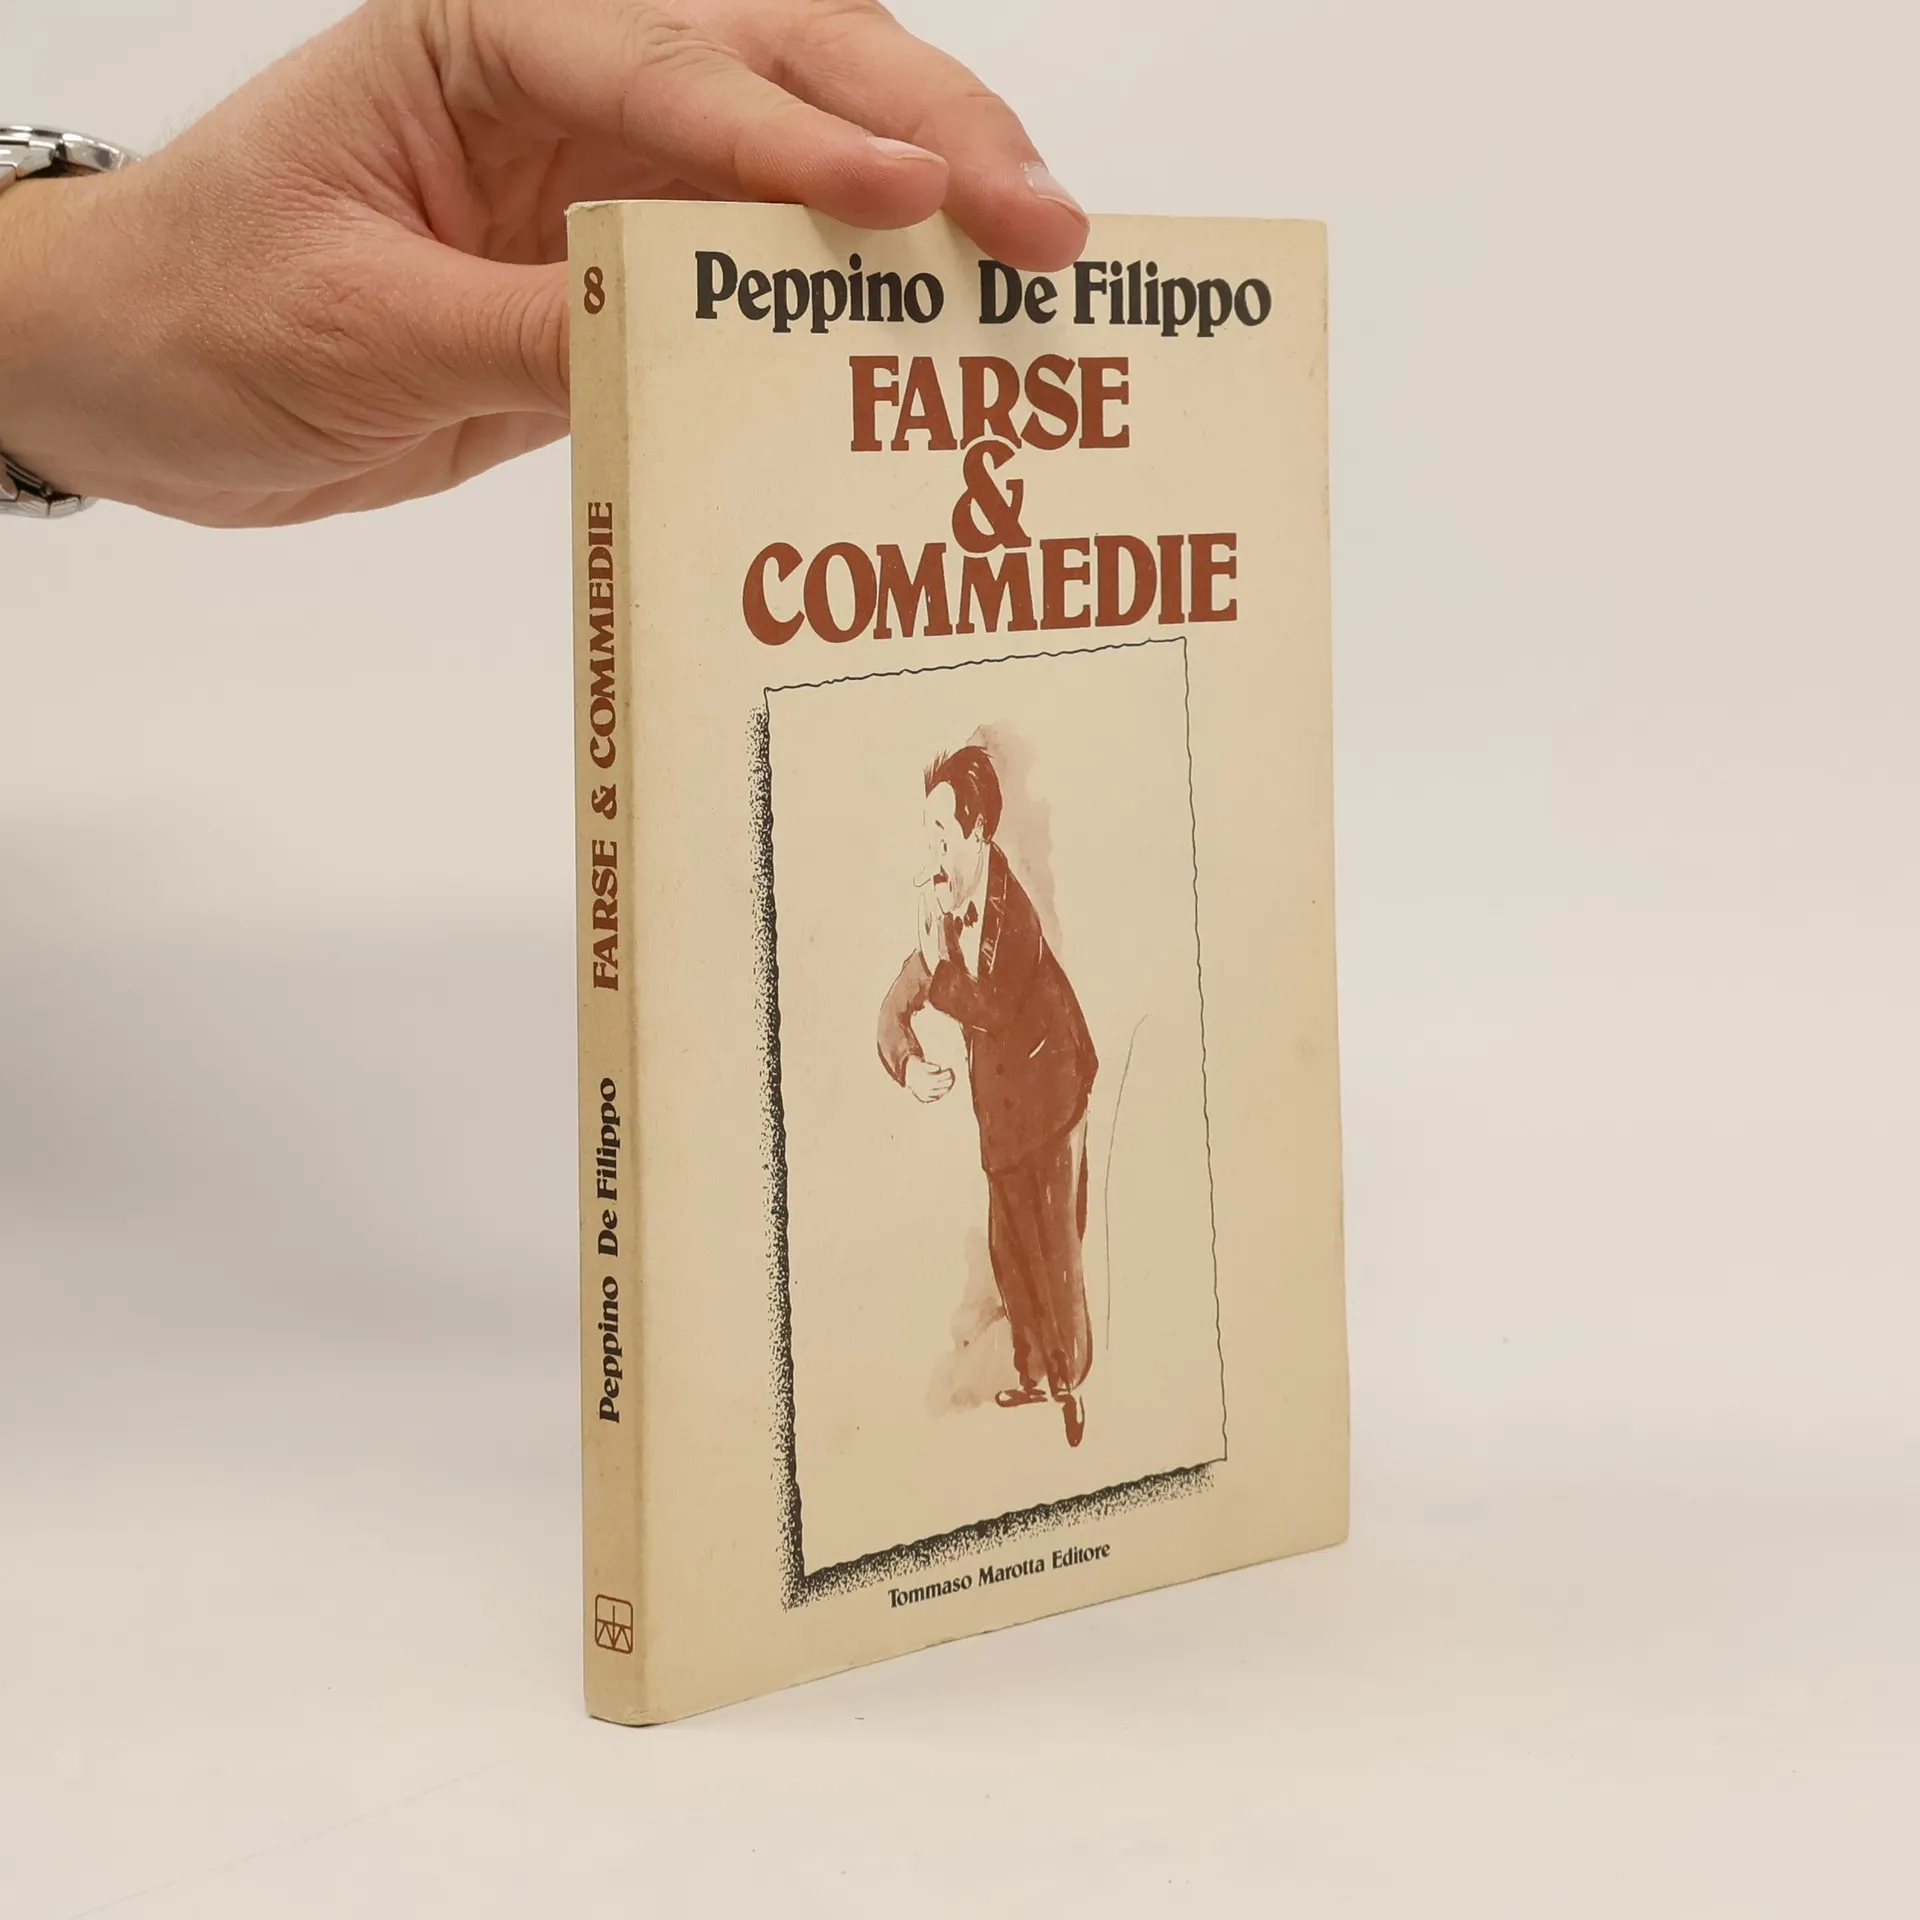 Peppino De Filippo
FARSE
&
COMMEDIE
Tommaso Marotta Editore
Peppino De Filippo FARSE & COMMEDIE 8